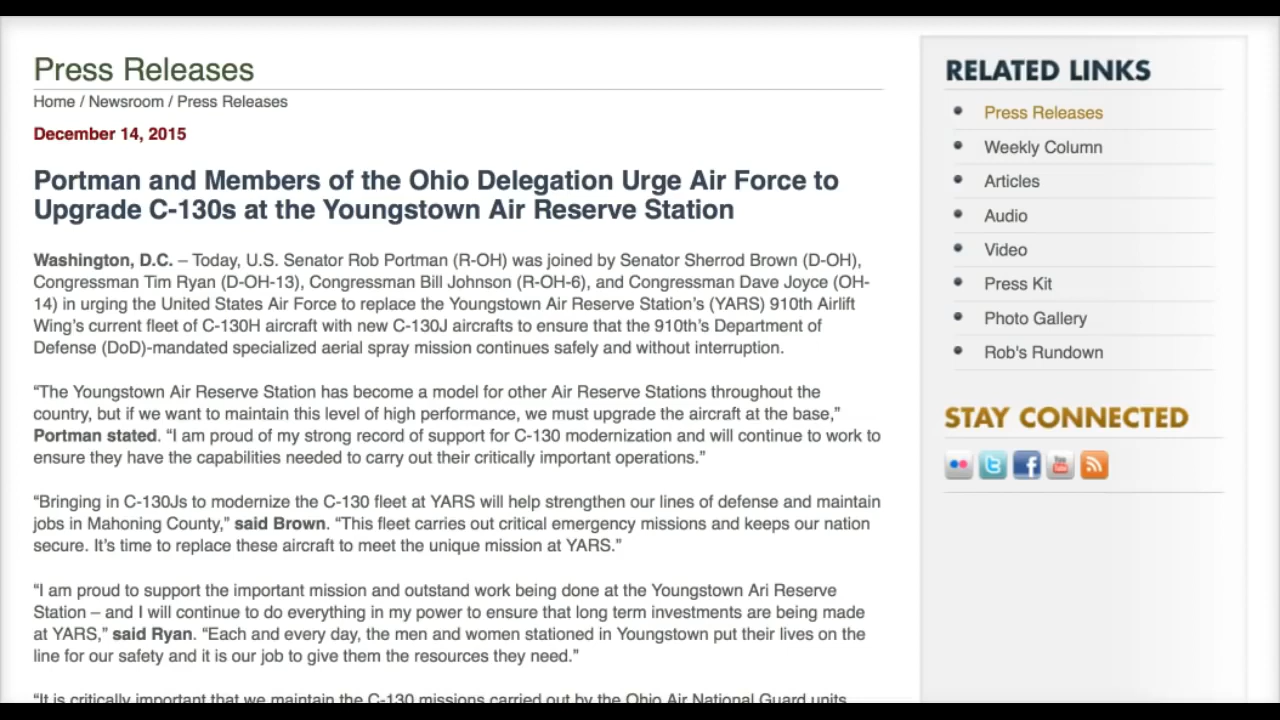 Press Releases
Home / Newsroom / Press Releases
December 14, 2015
Portman and Members of the Ohio Delegation Urge Air Force to
Upgrade C-130s at the Youngstown Air Reserve Station
Washington, D.C. – Today, U.S. Senator Rob Portman (R-OH) was joined by Senator Sherrod Brown (D-OH),
Congressman Tim Ryan (D-OH-13), Congressman Bill Johnson (R-OH-6), and Congressman Dave Joyce (OH-
14) in urging the United States Air Force to replace the Youngstown Air Reserve Station’s (YARS) 910th Airlift
Wing’s current fleet of C-130H aircraft with new C-130J aircrafts to ensure that the 910th’s Department of
Defense (DoD)-mandated specialized aerial spray mission continues safely and without interruption.
“The Youngstown Air Reserve Station has become a model for other Air Reserve Stations throughout the
country, but if we want to maintain this level of high performance, we must upgrade the aircraft at the base,”
Portman stated. “I am proud of my strong record of support for C-130 modernization and will continue to work to
ensure they have the capabilities needed to carry out their critically important operations.”
“Bringing in C-130Js to modernize the C-130 fleet at YARS will help strengthen our lines of defense and maintain
jobs in Mahoning County,” said Brown. “This fleet carries out critical emergency missions and keeps our nation
secure. It’s time to replace these aircraft to meet the unique mission at YARS.”
“I am proud to support the important mission and outstand work being done at the Youngstown Ari Reserve
Station – and I will continue to do everything in my power to ensure that long term investments are being made
at YARS,” said Ryan. “Each and every day, the men and women stationed in Youngstown put their lives on the
line for our safety and it is our job to give them the resources they need.”
“It is critically important that we maintain the C-130 missions carried out by the Ohio Air National Guard units
RELATED LINKS
Press Releases
Weekly Column
Articles
Audio
Video
Press Kit
Photo Gallery
Rob's Rundown
STAY CONNECTED